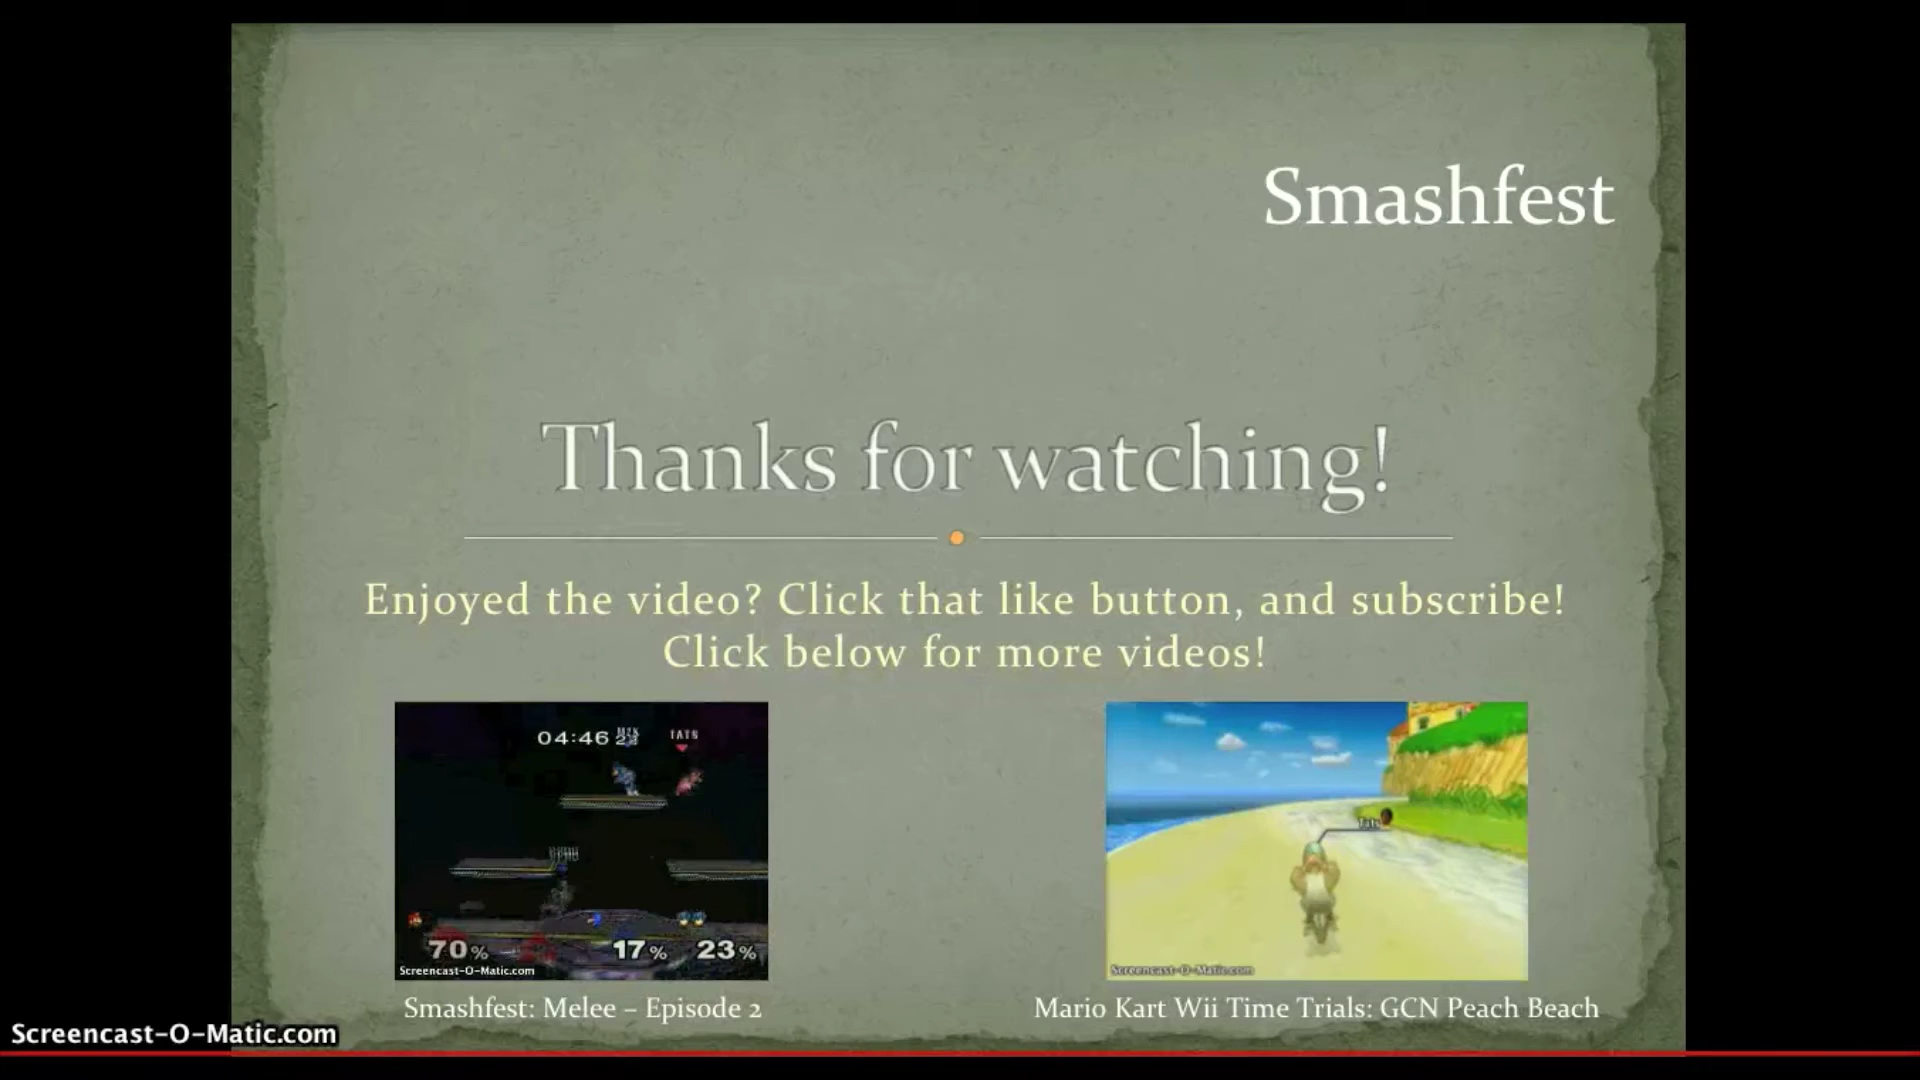 Smashfest
Thanks for watching!
Enjoyed the video? Click that like button, and subscribe!
Click below for more videos!
04:46
TATS
70%
17%
23%
Screencast-O-Matic.com
Tats
Screencast-O-Matic.com
Smashfest: Melee – Episode 2
Mario Kart Wii Time Trials: GCN Peach Beach
Screencast-O-Matic.com